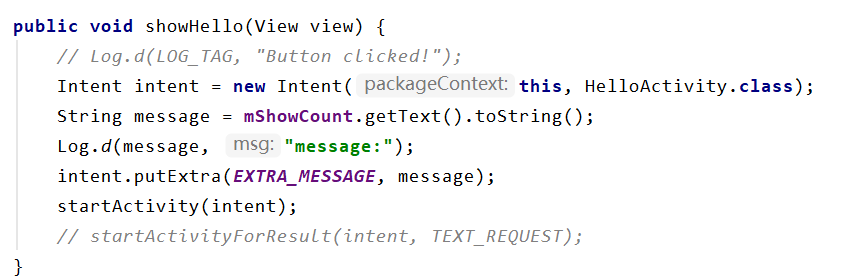 public void showHello(View view) {
    // Log.d(LOG_TAG, "Button clicked!");
    Intent intent = new Intent( packageContext: this, HelloActivity.class);
    String message = mShowCount.getText().toString();
    Log.d(message,  msg: "message:");
    intent.putExtra(EXTRA_MESSAGE, message);
    startActivity(intent);
    // startActivityForResult(intent, TEXT_REQUEST);
}